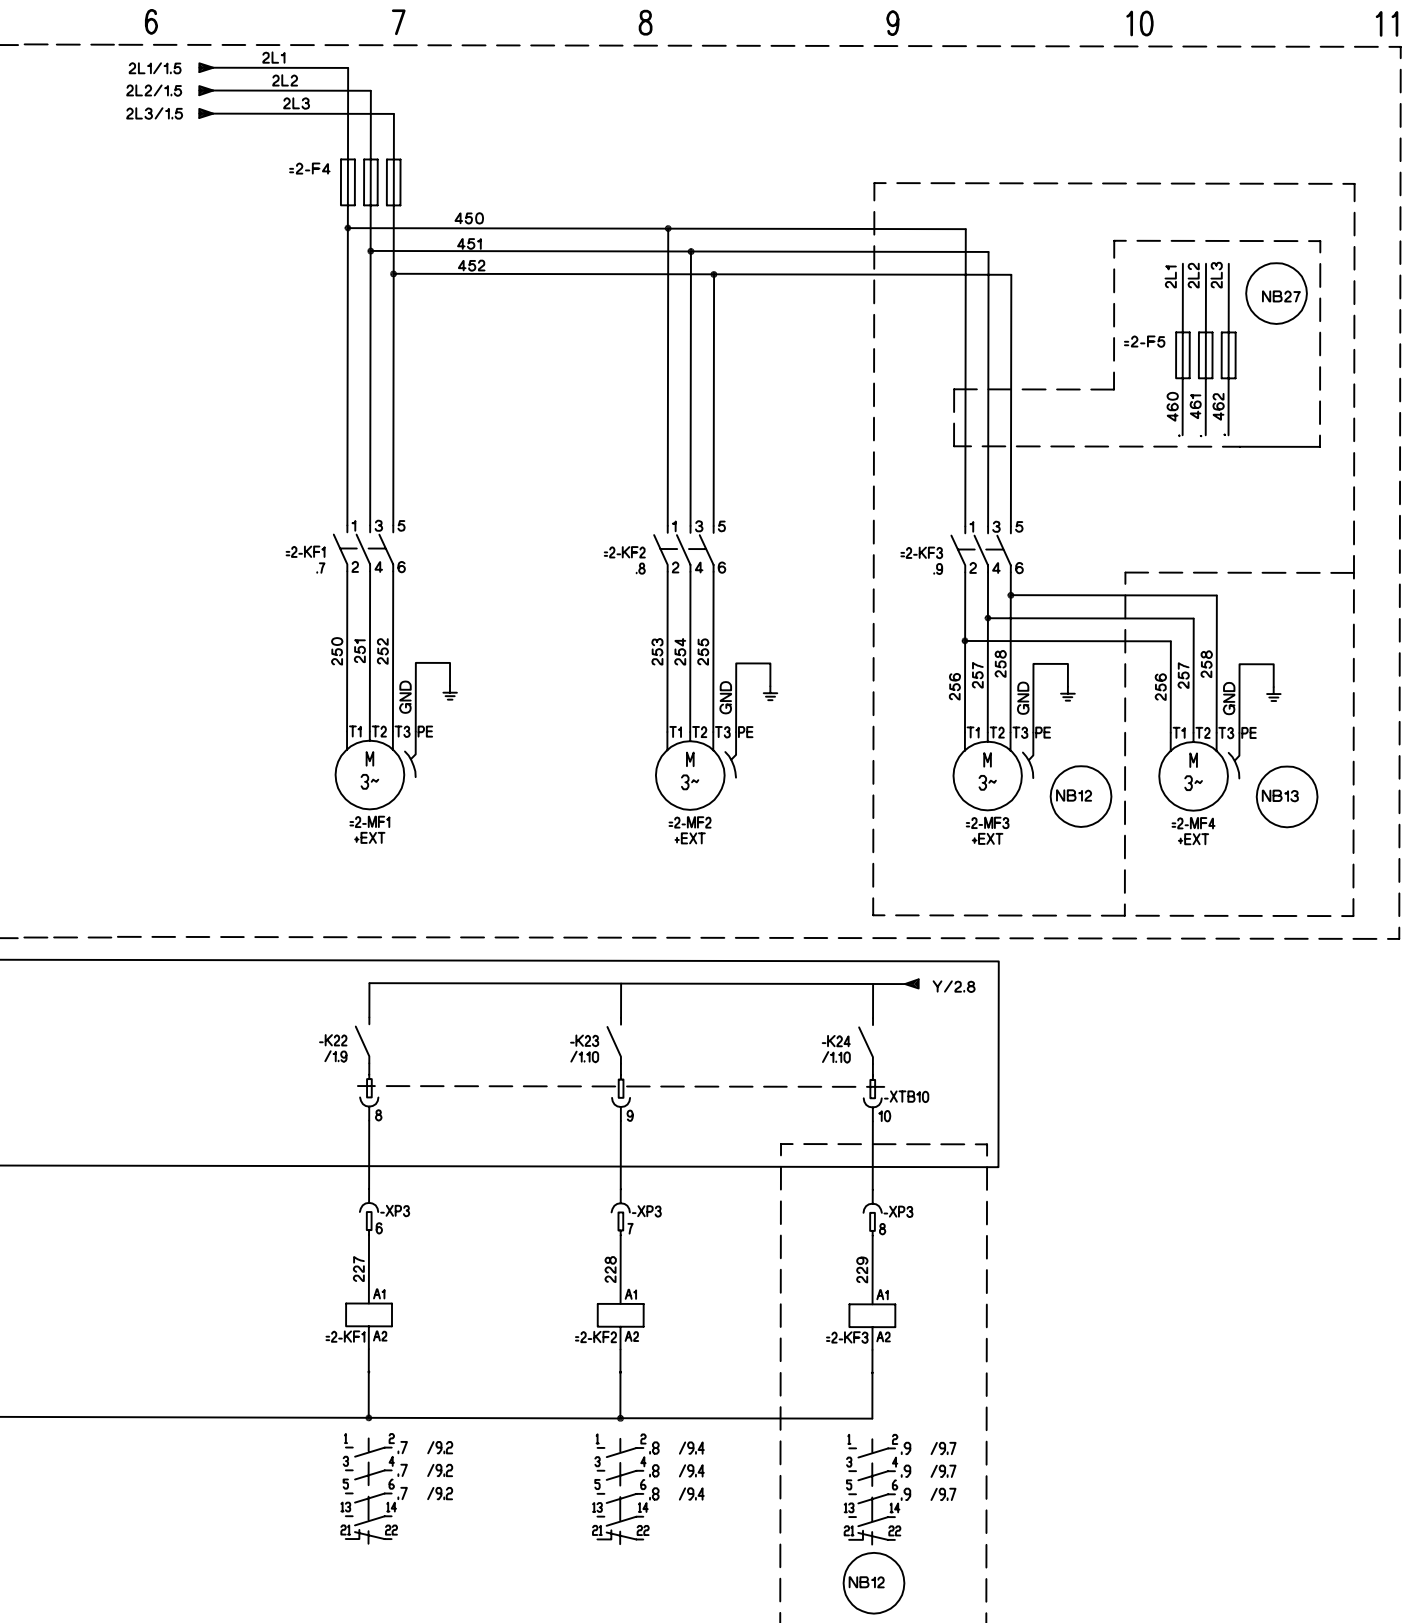 6 7 8 9 10 11
2L1/1.5 2L1
2L2/1.5 2L2
2L3/1.5 2L3
=2-F4
450
451
452
2L1 2L2 2L3
NB27
=2-F5
460 461 462
1 3 5
=2-KF1
.7
2 4 6
1 3 5
=2-KF2
.8
2 4 6
1 3 5
=2-KF3
.9
2 4 6
250 251 252
GND
253 254 255
GND
256 257 258
GND
256 257 258
GND
T1 T2 T3 PE
T1 T2 T3 PE
T1 T2 T3 PE
T1 T2 T3 PE
M
3~
M
3~
M
3~
M
3~
NB12
NB13
=2-MF1
+EXT
=2-MF2
+EXT
=2-MF3
+EXT
=2-MF4
+EXT
Y/2.8
-K22
/1.9
-K23
/1.10
-K24
/1.10
-XTB10
8 9 10
-XP3
6
-XP3
7
-XP3
8
227 228 229
A1
=2-KF1 A2
A1
=2-KF2 A2
A1
=2-KF3 A2
1 2 .7 /9.2
3 4 .7 /9.2
5 6 .7 /9.2
13 14
21 22
1 2 .8 /9.4
3 4 .8 /9.4
5 6 .8 /9.4
13 14
21 22
1 2 .9 /9.7
3 4 .9 /9.7
5 6 .9 /9.7
13 14
21 22
NB12